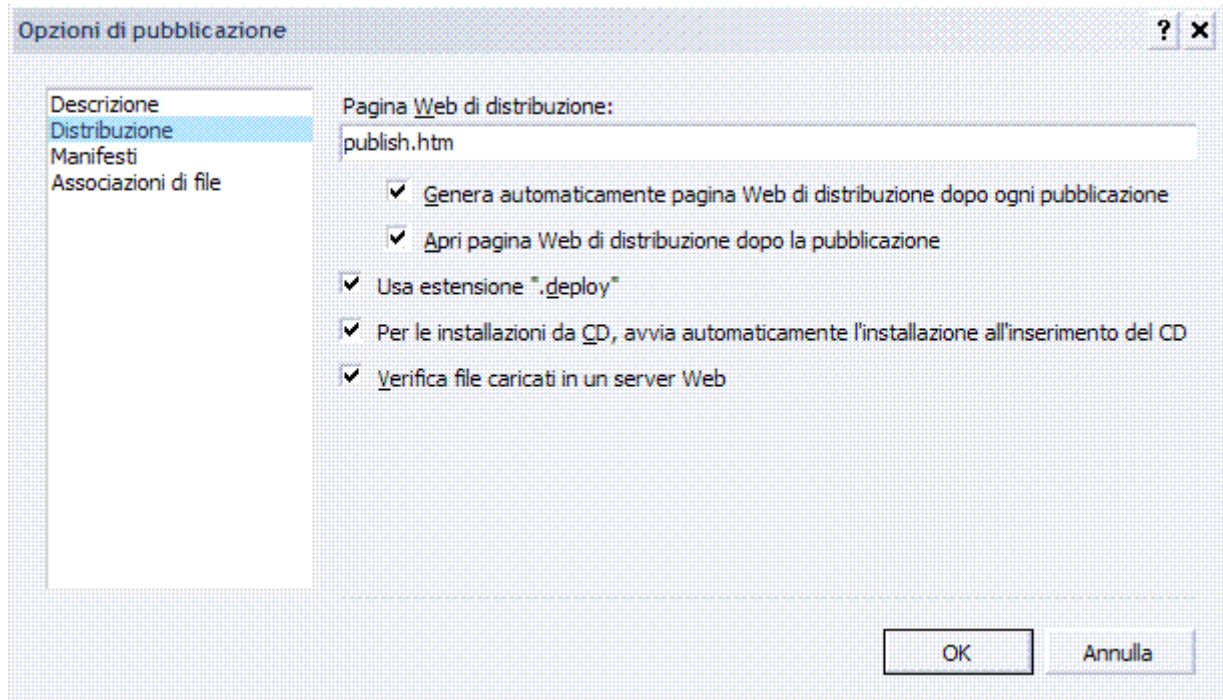 Opzioni di pubblicazione
?
Descrizione
Distribuzione
Manifesti
Associazioni di file
Pagina Web di distribuzione:
publish.htm
Genera automaticamente pagina Web di distribuzione dopo ogni pubblicazione
Apri pagina Web di distribuzione dopo la pubblicazione
Usa estensione ".deploy"
Per le installazioni da CD, avvia automaticamente l'installazione all'inserimento del CD
Verifica file caricati in un server Web
OK
Annulla